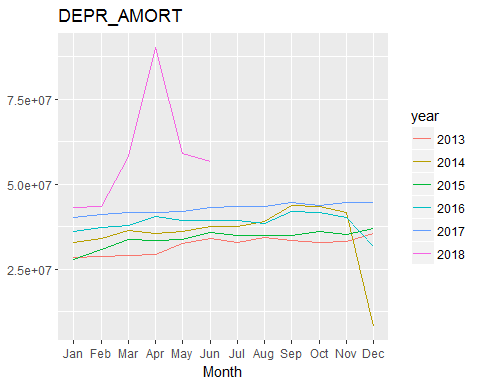 DEPR_AMORT
7.5e+07
5.0e+07
2.5e+07
Jan Feb Mar Apr May Jun Jul Aug Sep Oct Nov Dec
Month
year
2013
2014
2015
2016
2017
2018